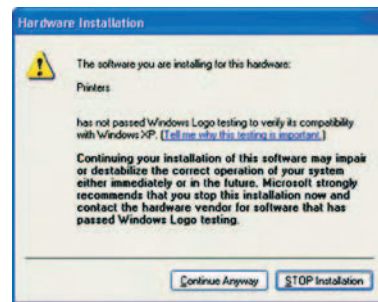 Hardware Installation
The software you are installing for this hardware:
Printers
has not passed Windows Logo testing to verify its compatibility
with Windows XP. (Tell me why this testing is important.)
Continuing your installation of this software may impair
or destabilize the correct operation of your system
either immediately or in the future. Microsoft strongly
recommends that you stop this installation now and
contact the hardware vendor for software that has
passed Windows Logo testing.
Continue Anyway
STOP Installation